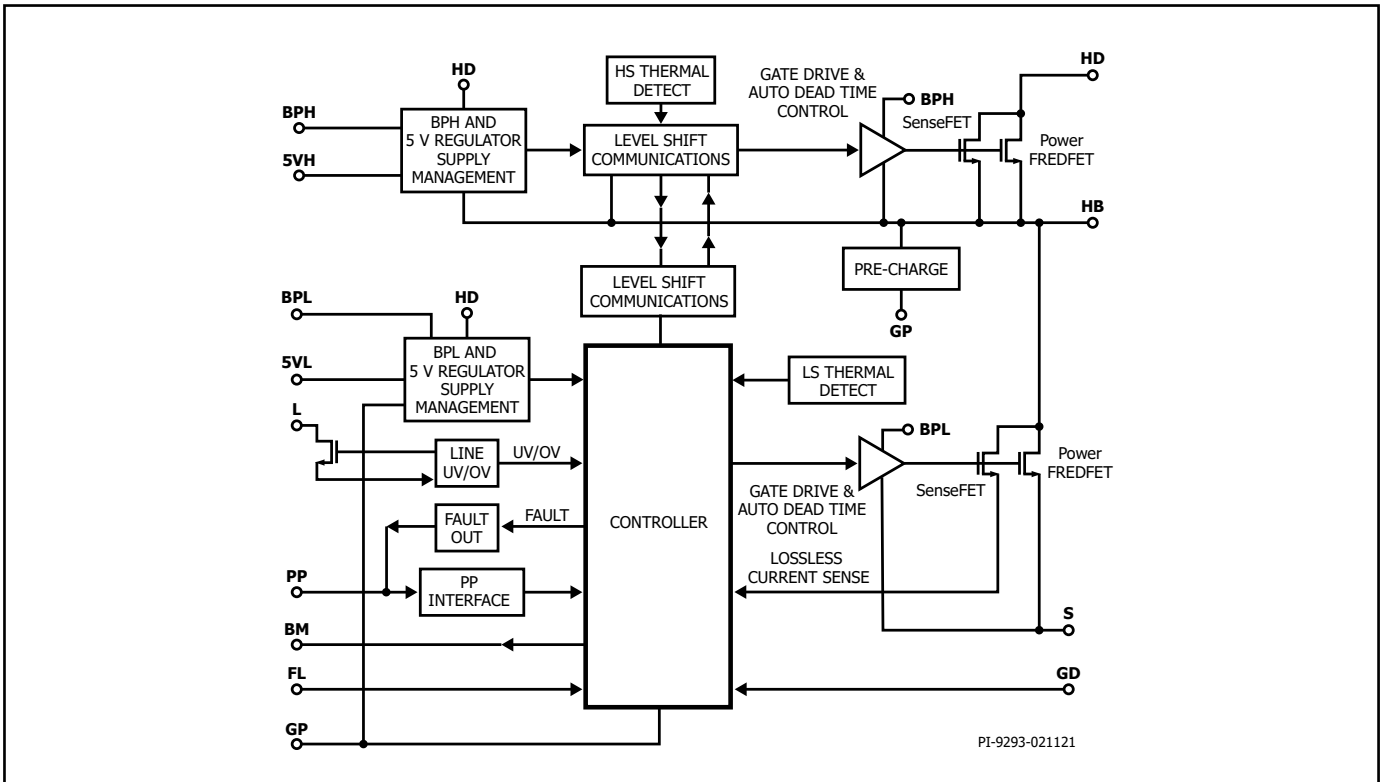 HD
BPH
5VH
BPH AND
5 V REGULATOR
SUPPLY
MANAGEMENT
HS THERMAL
DETECT
LEVEL SHIFT
COMMUNICATIONS
GATE DRIVE &
AUTO DEAD TIME
CONTROL
BPH
SenseFET
Power
FREDFET
HD
HB
PRE-CHARGE
GP
LEVEL SHIFT
COMMUNICATIONS
BPL
HD
5VL
BPL AND
5 V REGULATOR
SUPPLY
MANAGEMENT
L
LINE
UV/OV
UV/OV
FAULT
OUT
FAULT
PP
PP
INTERFACE
BM
FL
GP
CONTROLLER
LS THERMAL
DETECT
BPL
SenseFET
Power
FREDFET
GATE DRIVE &
AUTO DEAD TIME
CONTROL
LOSSLESS
CURRENT SENSE
S
GD
PI-9293-021121